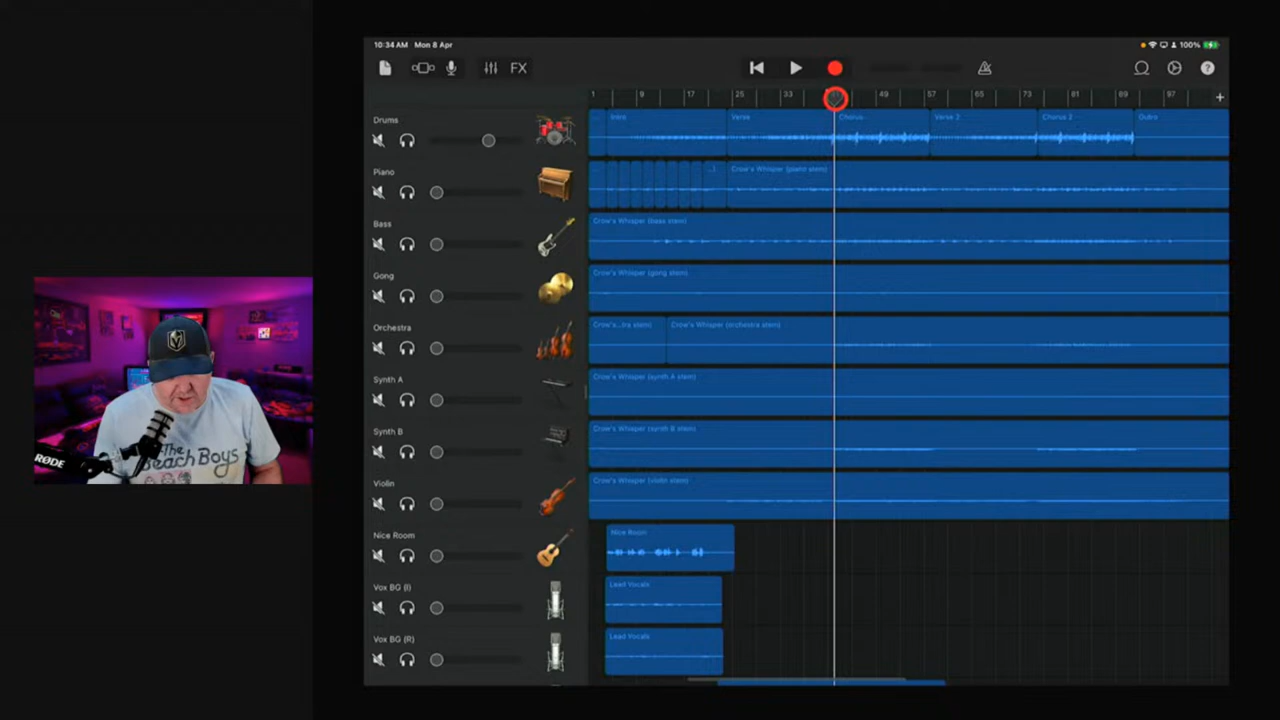 10:34 AM Mon 8 Apr
100%
FX
1 9 17 25 33 49 57 65 73 81 89 97
Drums
Intro
Verse
Chorus
Verse 2
Chorus 2
Outro
Piano
Crow's Whisper (piano stem)
Bass
Crow's Whisper (bass stem)
Gong
Crow's Whisper (gong stem)
Orchestra
Crow's...tra stem)
Crow's Whisper (orchestra stem)
Synth A
Crow's Whisper (synth A stem)
Synth B
Crow's Whisper (synth B stem)
Violin
Crow's Whisper (violin stem)
Nice Room
Nice Room
Vox BG (l)
Lead Vocals
Vox BG (R)
Lead Vocals
RØDE
The
Beach Boys